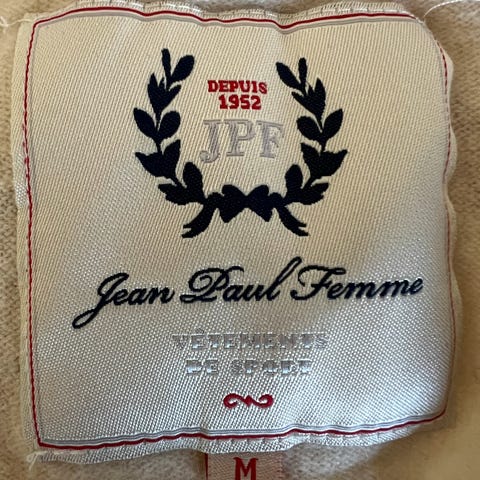 DEPUIS
1952
JPF
Jean Paul Femme
VÊTEMENTS
DE SPORT
M